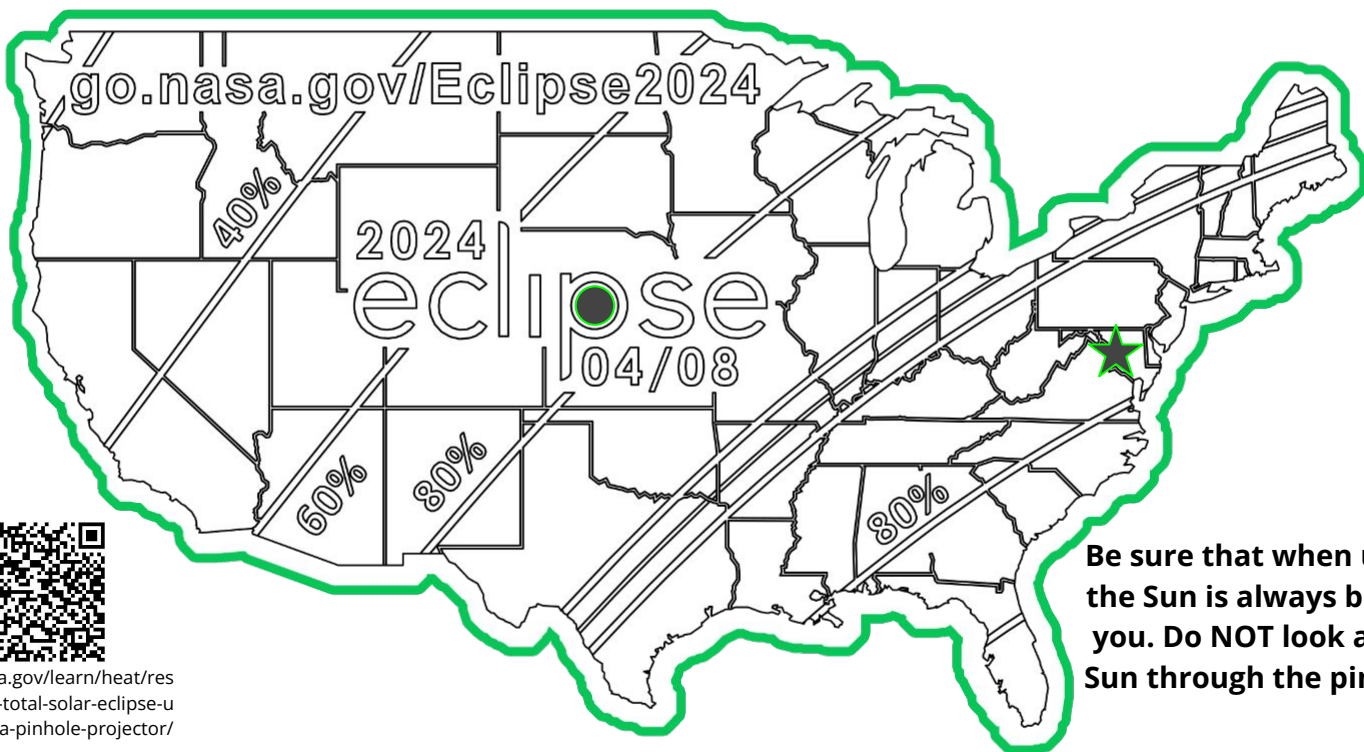 go.nasa.gov/Eclipse2024
40%
2024
eclipse
04/08
60%
80%
80%
Be sure that when
the Sun is always
you. Do NOT look
Sun through the
a.gov/learn/heat/res
-total-solar-eclipse-u
a-pinhole-projector/